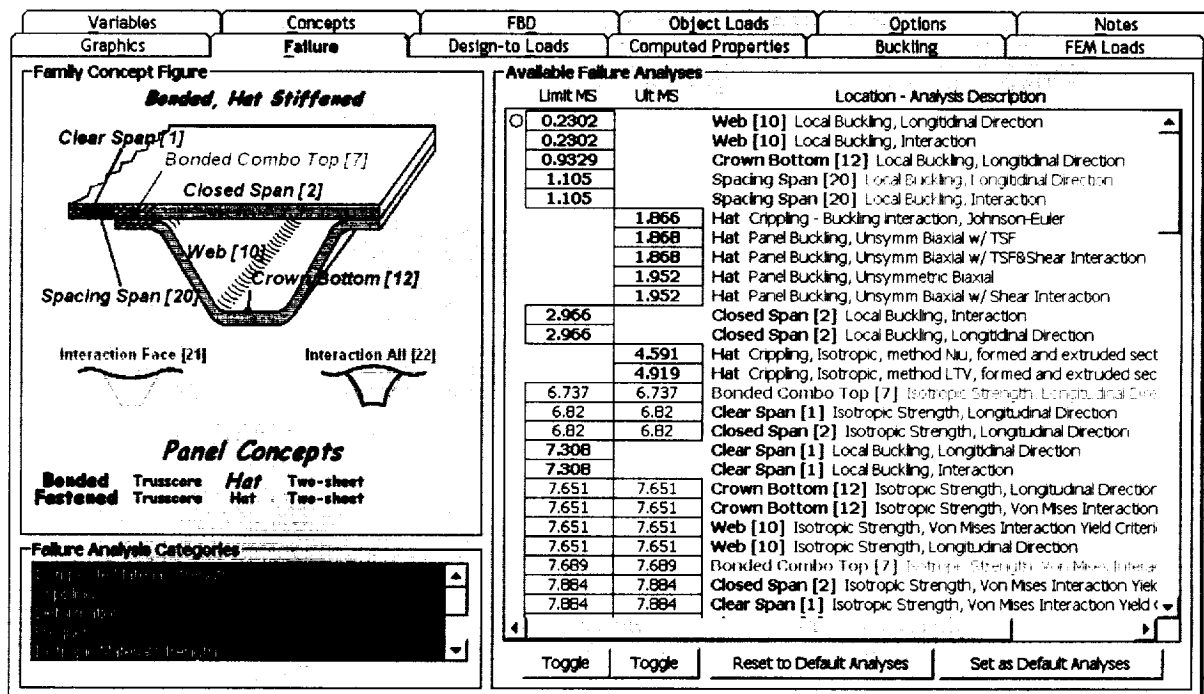 Variables Concepts FBD Object Loads Options Notes
Graphics Failure Design-to Loads Computed Properties Buckling FEM Loads
Family Concept Figure
Bonded, Hat Stiffened
Clear Span [1]
Bonded Combo Top [7]
Closed Span [2]
Web [10]
Crown Bottom [12]
Spacing Span [20]
Interaction Face [21] Interaction All [22]
Panel Concepts
Bonded Trusscore Hat Two-sheet
Fastened Trusscore Hat Two-sheet
Failure Analysis Categories
Available Failure Analyses
Limit MS Ult MS Location - Analysis Description
0.2302 Web [10] Local Buckling, Longitidinal Direction
0.2302 Web [10] Local Buckling, Interaction
0.9329 Crown Bottom [12] Local Buckling, Longitidinal Direction
1.105 Spacing Span [20] Local Buckling, Longitidinal Direction
1.105 Spacing Span [20] Local Buckling, Interaction
1.866 Hat Crippling - Buckling interaction, Johnson-Euler
1.868 Hat Panel Buckling, Unsymm Biaxial w/ TSF
1.868 Hat Panel Buckling, Unsymm Biaxial w/ TSF&Shear Interaction
1.952 Hat Panel Buckling, Unsymmetric Biaxial
1.952 Hat Panel Buckling, Unsymm Biaxial w/ Shear Interaction
2.966 Closed Span [2] Local Buckling, Interaction
2.966 Closed Span [2] Local Buckling, Longitidinal Direction
4.591 Hat Crippling, Isotropic, method Niu, formed and extruded sect
4.919 Hat Crippling, Isotropic, method LTV, formed and extruded sec
6.737 6.737 Bonded Combo Top [7] Isotropic Strength, Longitudinal Dire
6.82 6.82 Clear Span [1] Isotropic Strength, Longitudinal Direction
6.82 6.82 Closed Span [2] Isotropic Strength, Longitudinal Direction
7.308 Clear Span [1] Local Buckling, Longitidinal Direction
7.308 Clear Span [1] Local Buckling, Interaction
7.651 7.651 Crown Bottom [12] Isotropic Strength, Longitudinal Direction
7.651 7.651 Crown Bottom [12] Isotropic Strength, Von Mises Interaction
7.651 7.651 Web [10] Isotropic Strength, Von Mises Interaction Yield Criteri
7.651 7.651 Web [10] Isotropic Strength, Longitudinal Direction
7.689 7.689 Bonded Combo Top [7] Isotropic Strength, Von Mises Intera
7.884 7.884 Closed Span [2] Isotropic Strength, Von Mises Interaction Yiek
7.884 7.884 Clear Span [1] Isotropic Strength, Von Mises Interaction Yield
Toggle Toggle Reset to Default Analyses Set as Default Analyses